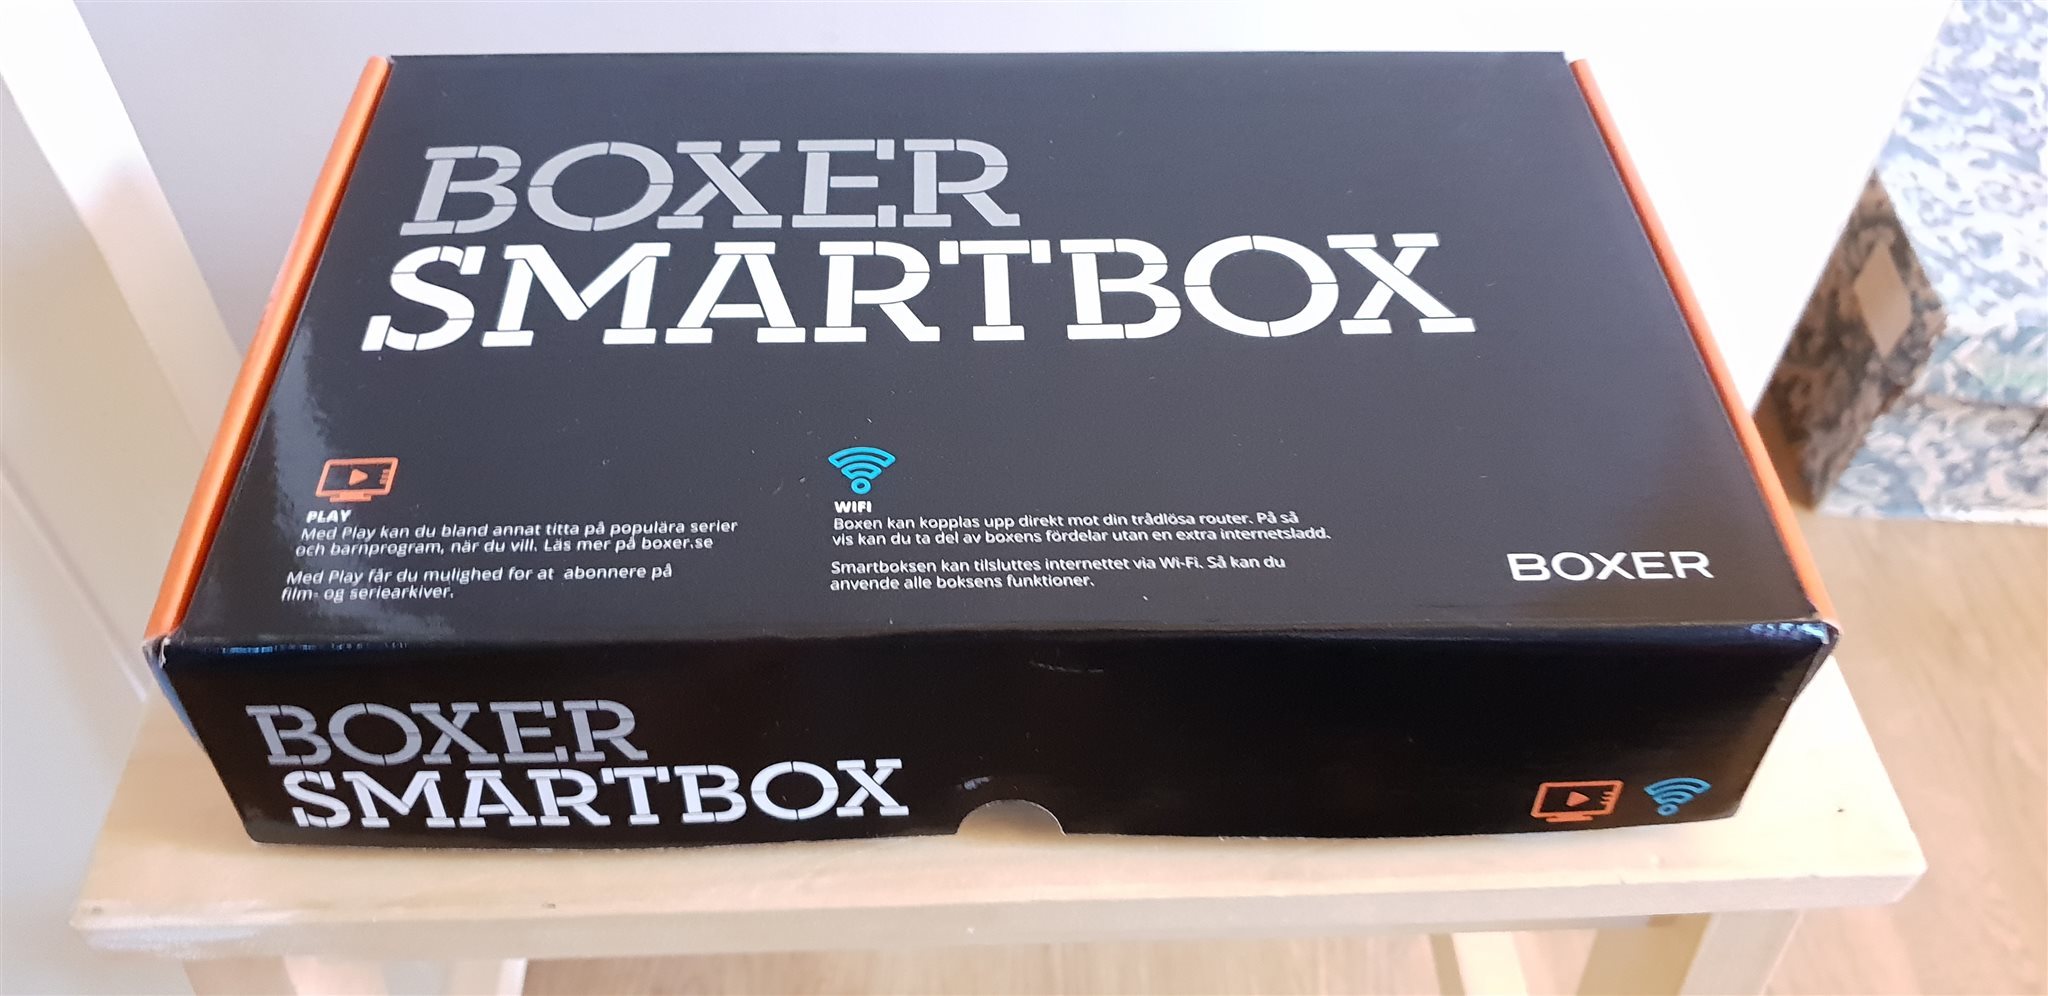 BOXER
SMARTBOX
PLAY
Med Play kan du bland annat titta på populära serier
och barnprogram, när du vill. Läs mer på boxer.se
Med Play får du mulighed for at abonnere på
film- og seriearkiver.
WIFI
Boxen kan kopplas upp direkt mot din trådlösa router. På så
vis kan du ta del av boxens fördelar utan en extra internetsladd.
Smartboksen kan tilsluttes internettet via Wi-Fi. Så kan du
anvende alle boksens funktioner.
BOXER
BOXER
SMARTBOX